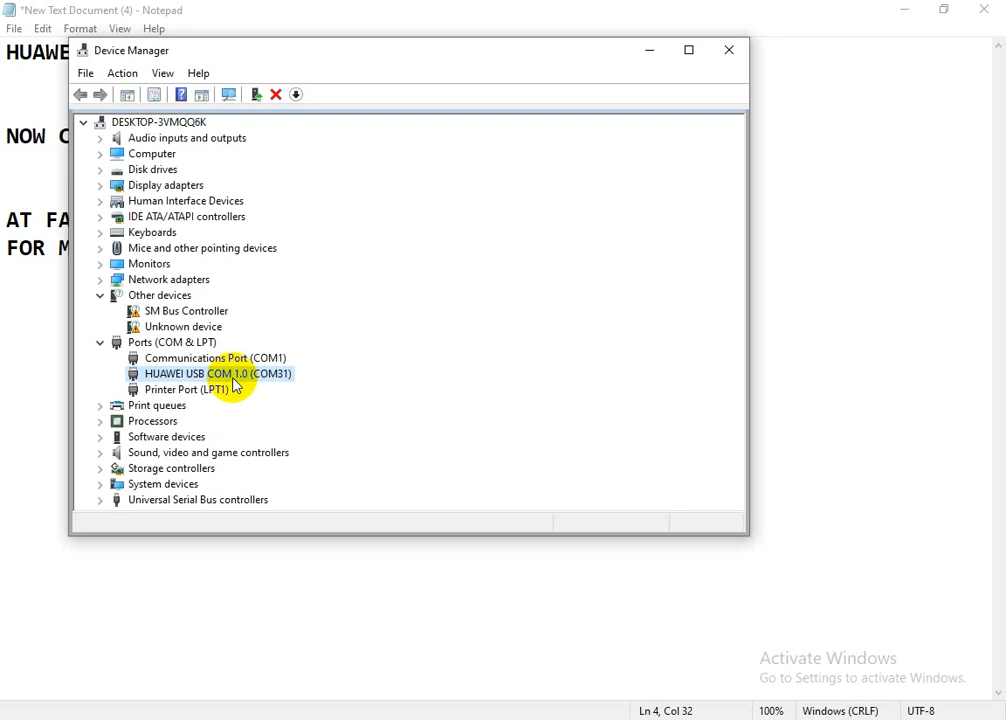 *New Text Document (4) - Notepad
File Edit Format View Help
HUAWE
Device Manager
File Action View Help
DESKTOP-3VMQQ6K
Audio inputs and outputs
NOW C
Computer
Disk drives
Display adapters
Human Interface Devices
AT FA
IDE ATA/ATAPI controllers
Keyboards
FOR M
Mice and other pointing devices
Monitors
Network adapters
Other devices
SM Bus Controller
Unknown device
Ports (COM & LPT)
Communications Port (COM1)
HUAWEI USB COM 1.0 (COM31)
Printer Port (LPT1)
Print queues
Processors
Software devices
Sound, video and game controllers
Storage controllers
System devices
Universal Serial Bus controllers
Activate Windows
Go to Settings to activate Windows.
Ln 4, Col 32 100% Windows (CRLF) UTF-8